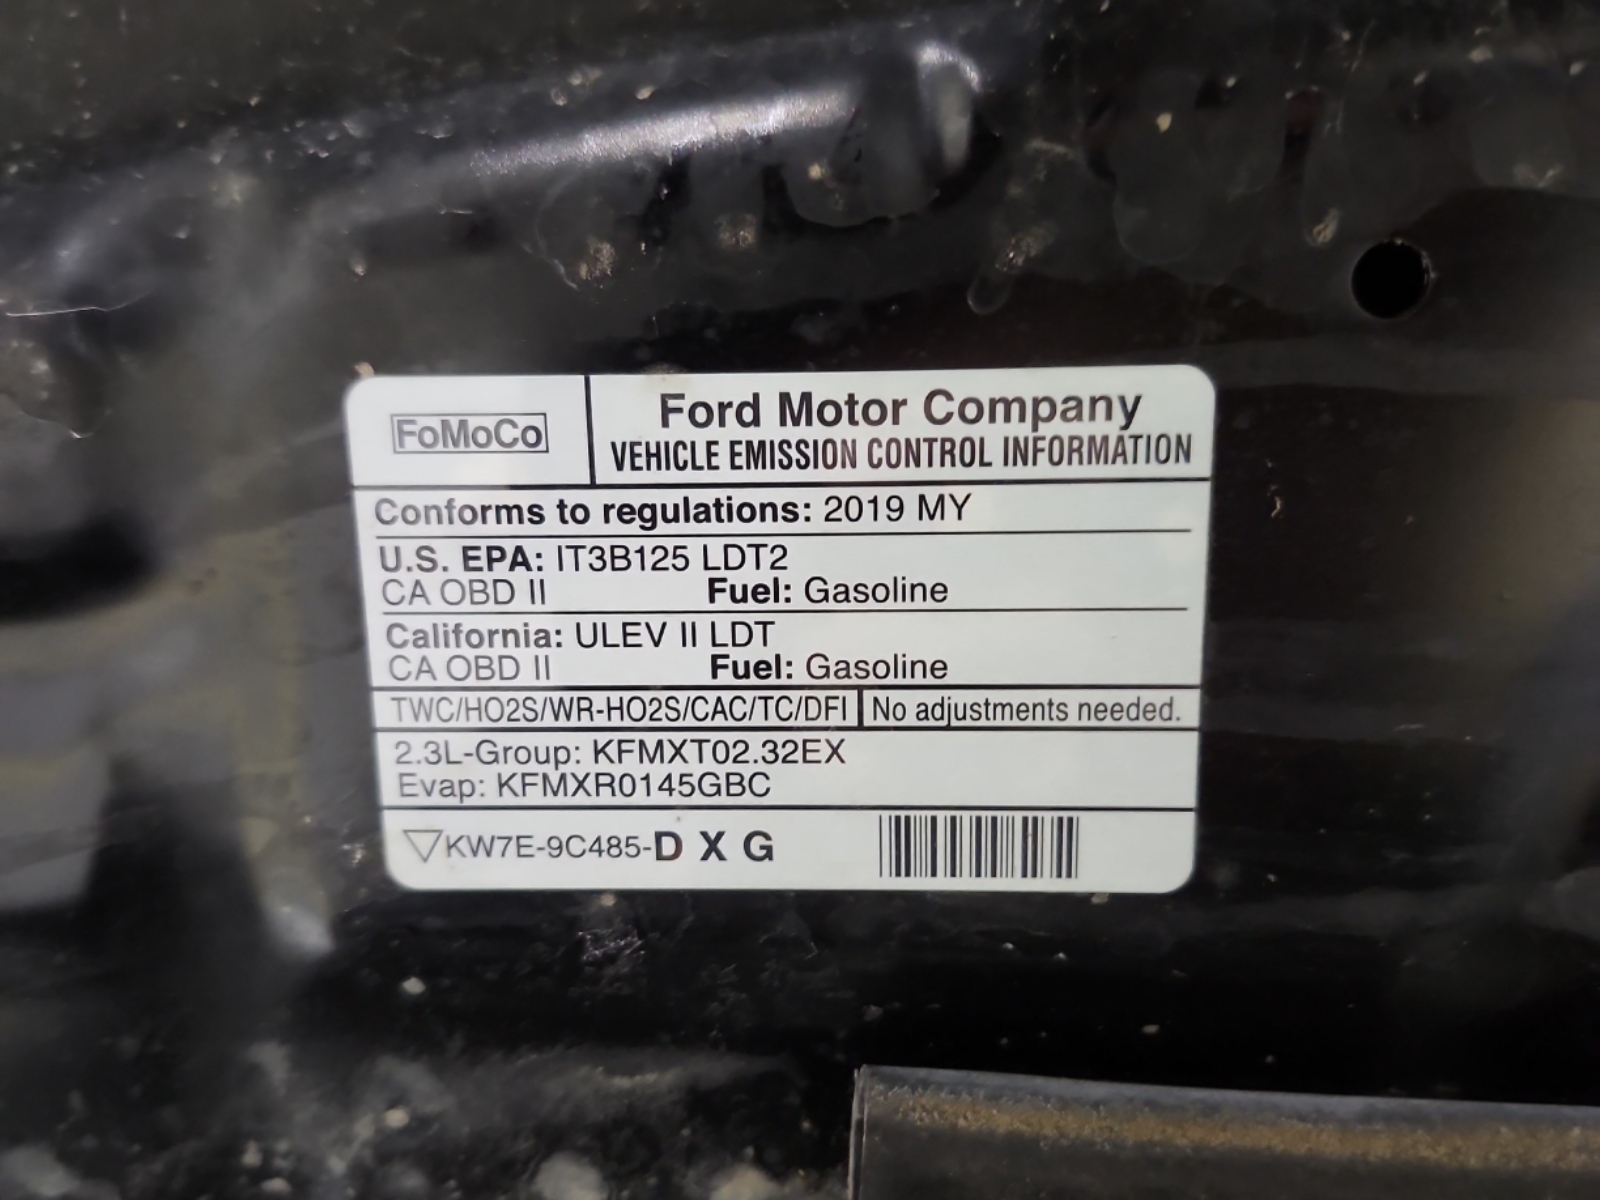 FoMoCo
Ford Motor Company
VEHICLE EMISSION CONTROL INFORMATION
Conforms to regulations: 2019 MY
U.S. EPA: IT3B125 LDT2
CA OBD II Fuel: Gasoline
California: ULEV II LDT
CA OBD II Fuel: Gasoline
TWC/HO2S/WR-HO2S/CAC/TC/DFI No adjustments needed.
2.3L-Group: KFMXT02.32EX
Evap: KFMXR0145GBC
▽KW7E-9C485-D X G